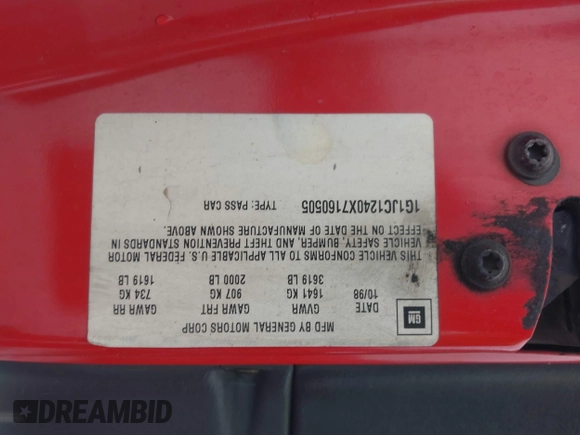 MFD BY GENERAL MOTORS CORP
GM
DATE GVWR GAWR FRT GAWR RR
10/98 1641 KG 907 KG 734 KG
3619 LB 2000 LB 1619 LB
THIS VEHICLE CONFORMS TO ALL APPLICABLE U.S. FEDERAL MOTOR
VEHICLE SAFETY, BUMPER, AND THEFT PREVENTION STANDARDS IN
EFFECT ON THE DATE OF MANUFACTURE SHOWN ABOVE.
1G1JC1240X7160505 TYPE: PASS CAR
DREAMBID